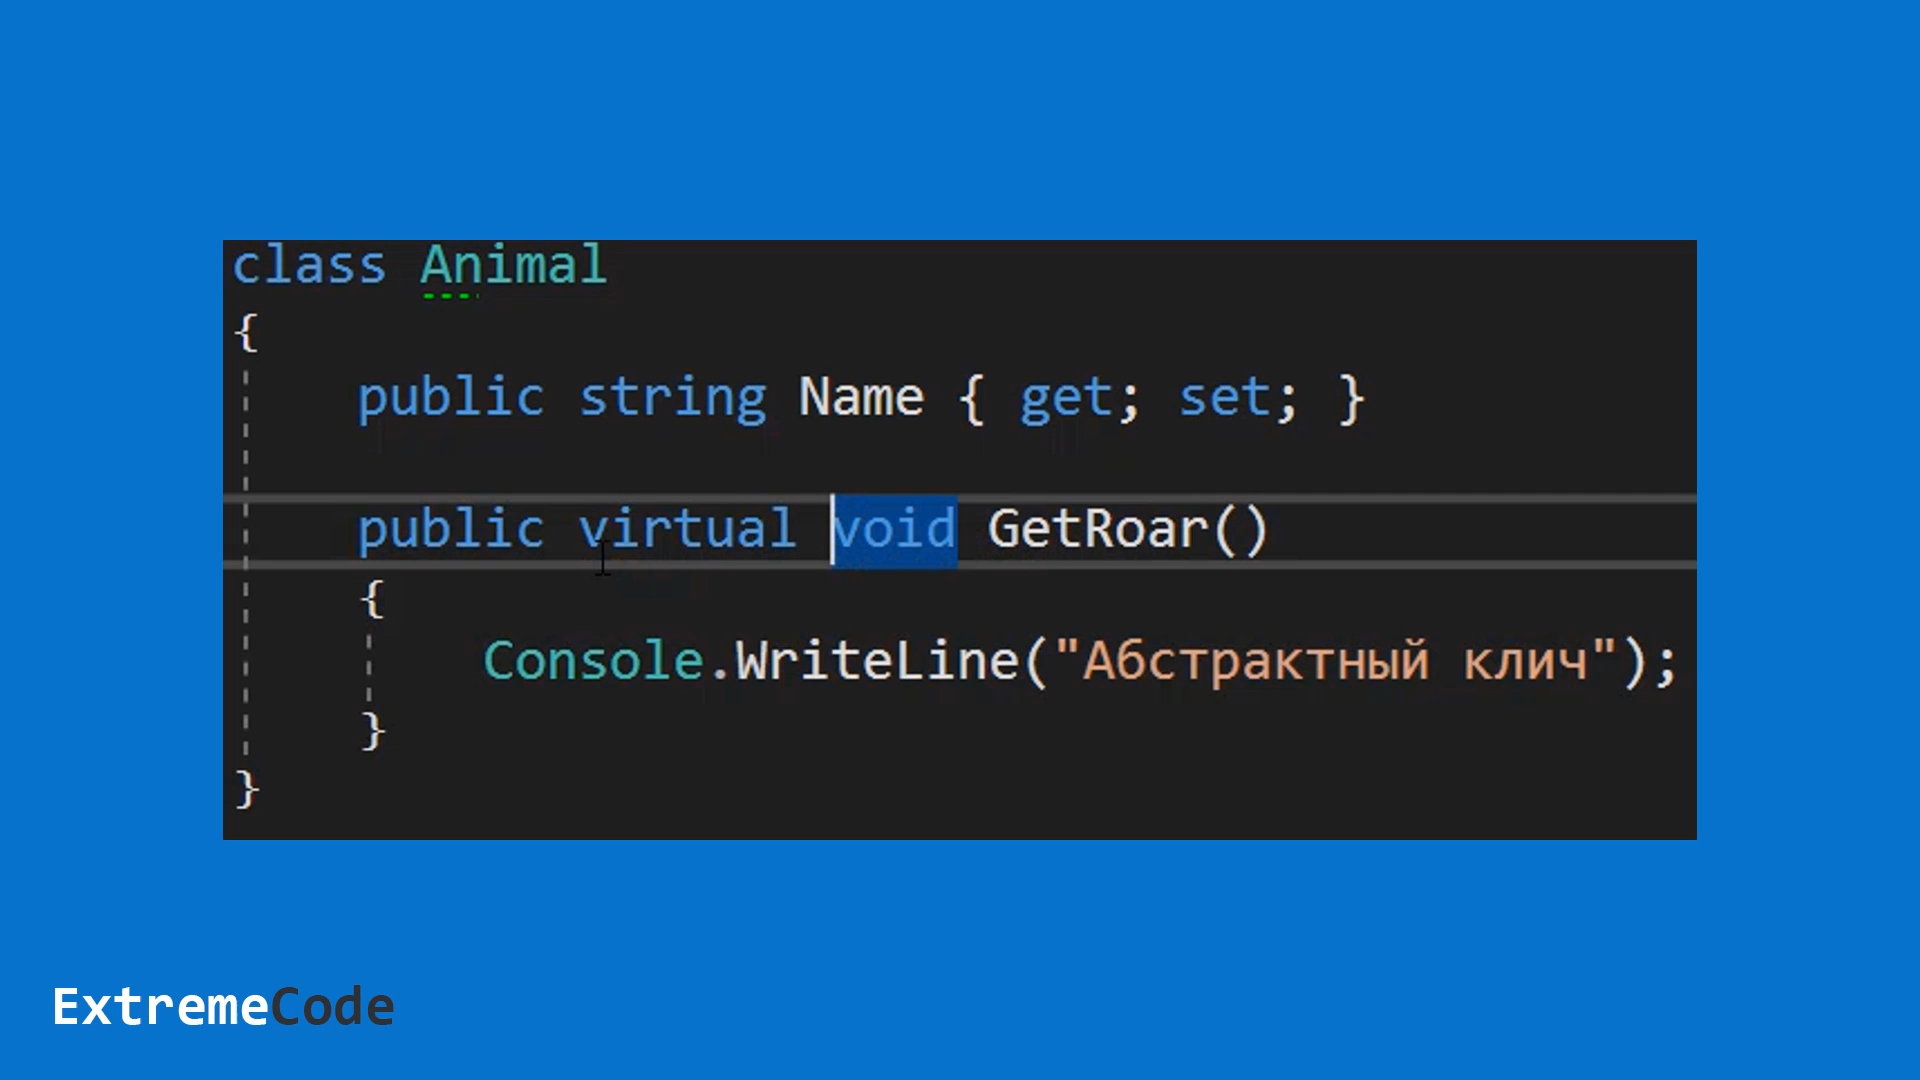 class Animal
{
public string Name { get; set; }
public virtual void GetRoar()
{
Console.WriteLine("Абстрактный клич");
}
}
ExtremeCode